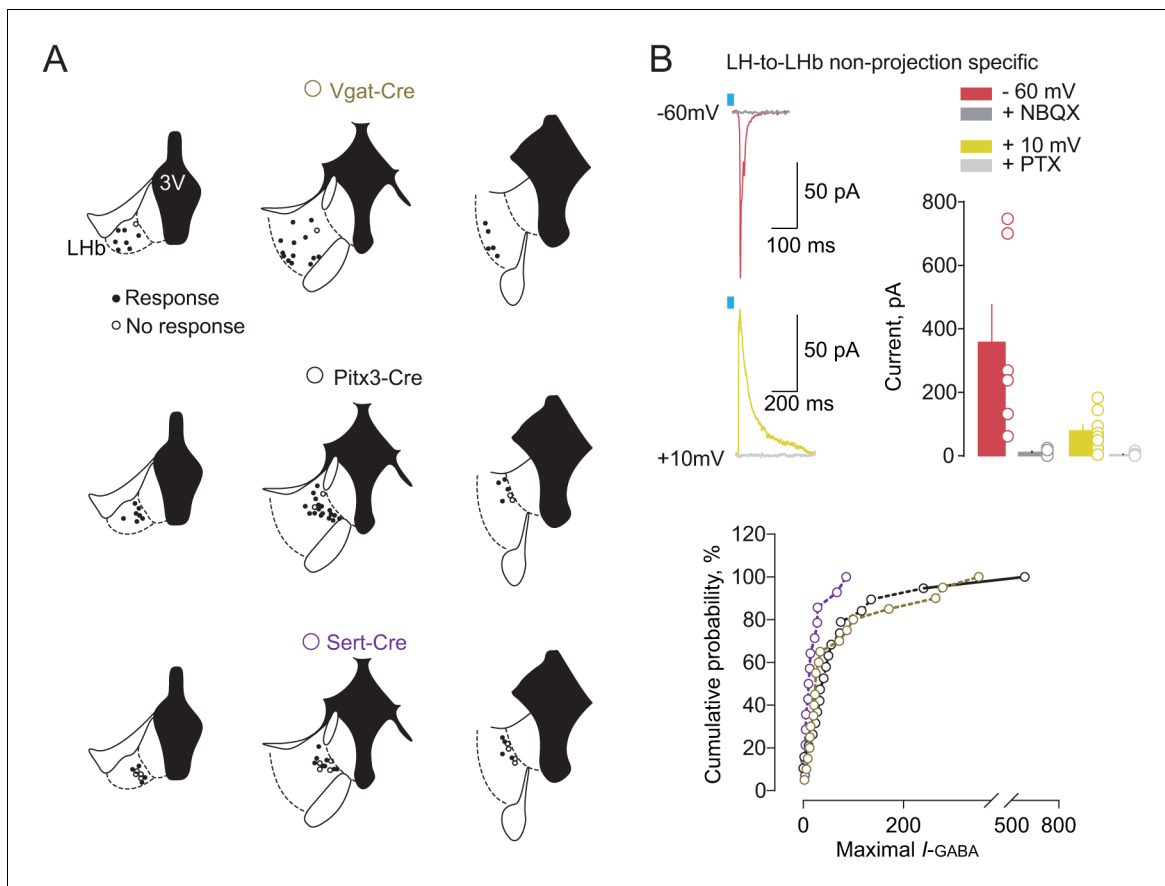 A
Vgat-Cre
3V
LHb
Response
No response
Pitx3-Cre
Sert-Cre
B
LH-to-LHb non-projection specific
-60mV
50 pA
100 ms
50 pA
200 ms
+10mV
- 60 mV
+ NBQX
+ 10 mV
+ PTX
Current, pA
800
600
400
200
0
Cumulative probability, %
120
100
80
60
40
20
0
0 200 500 800
Maximal I-GABA